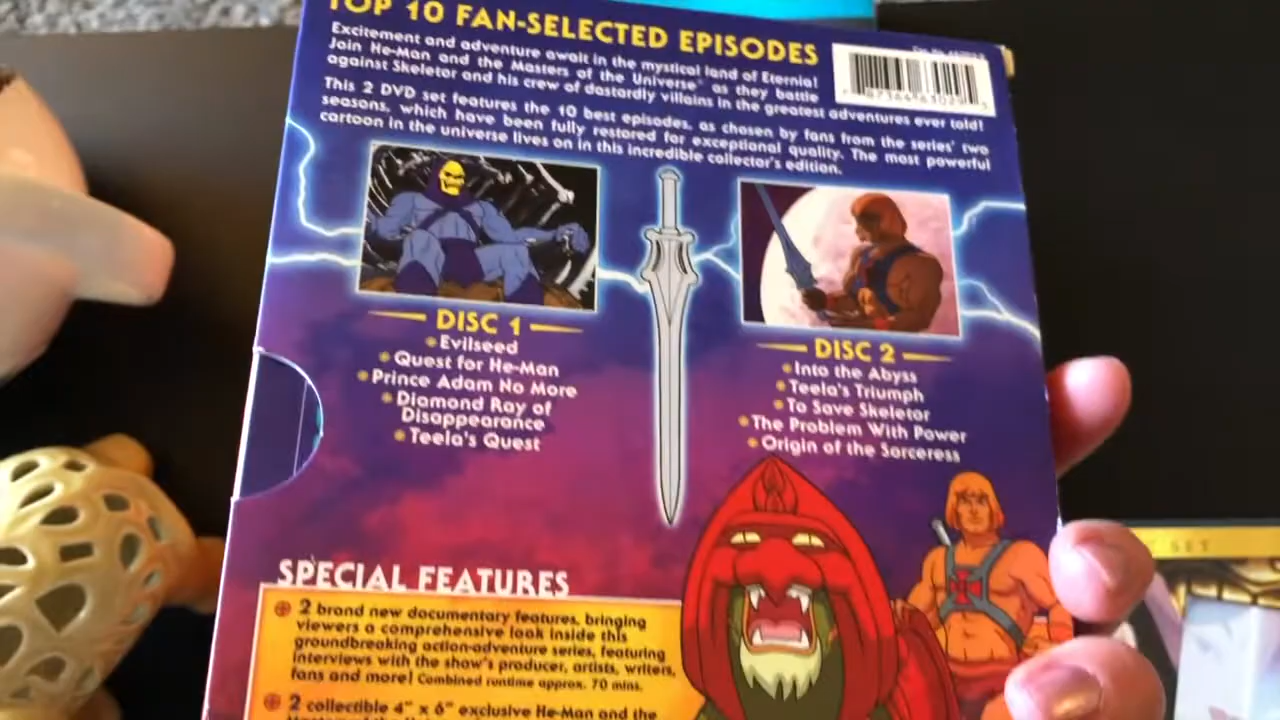 TOP 10 FAN-SELECTED EPISODES
Excitement and adventure await in the mystical land of Eternia!
Join He-Man and the Masters of the Universe® as they battle
against Skeletor and his crew of dastardly villains in the greatest adventures ever told!
This 2 DVD set features the 10 best episodes, as chosen by fans from the series' two
seasons, which have been fully restored for exceptional quality. The most powerful
cartoon in the universe lives on in this incredible collector's edition.
DISC 1
• Evilseed
• Quest for He-Man
• Prince Adam No More
• Diamond Ray of
Disappearance
• Teela's Quest
DISC 2
• Into the Abyss
• Teela's Triumph
• To Save Skeletor
• The Problem With Power
• Origin of the Sorceress
SPECIAL FEATURES
2 brand new documentary features, bringing
viewers a comprehensive look inside this
groundbreaking action-adventure series, featuring
interviews with the show's producer, artists, writers,
fans and more! Combined runtime approx. 70 mins.
2 collectible 4" x 6" exclusive He-Man and the
SET